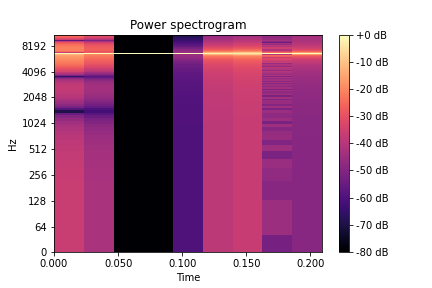 Power spectrogram
8192
4096
2048
1024
512
256
128
64
0
Hz
0.000 0.050 0.100 0.150 0.200
Time
+0 dB
-10 dB
-20 dB
-30 dB
-40 dB
-50 dB
-60 dB
-70 dB
-80 dB